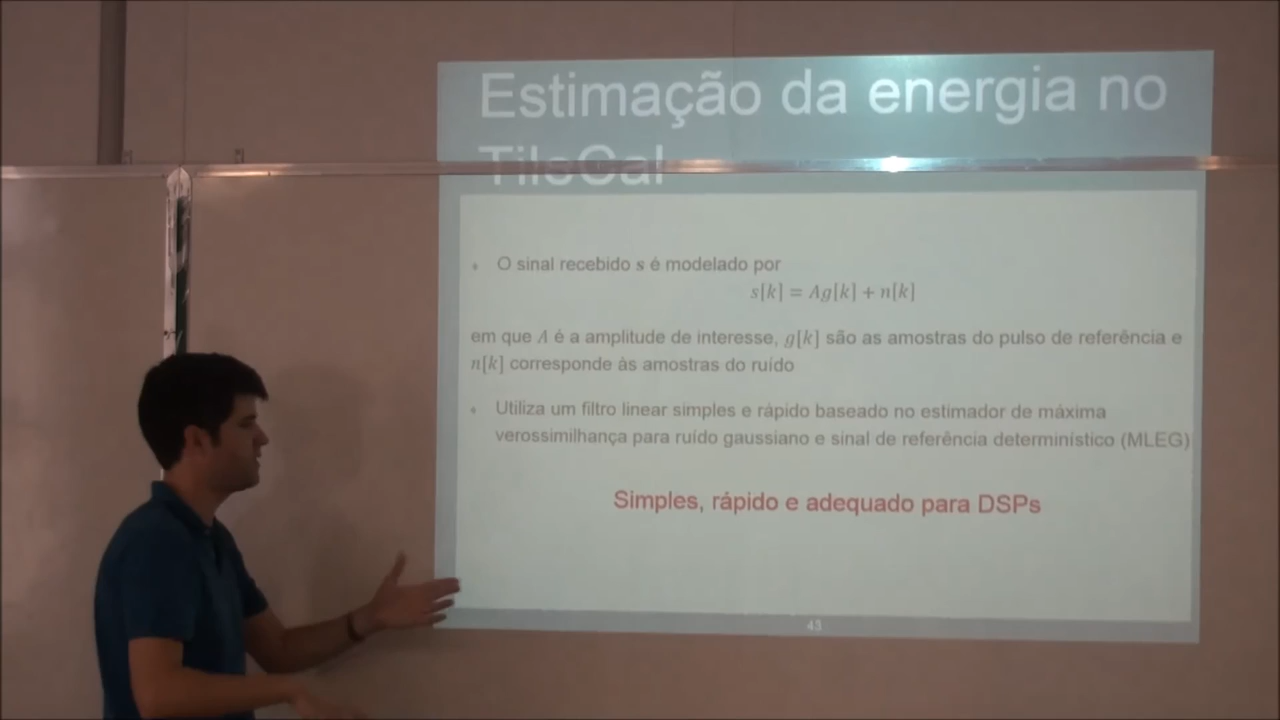 Estimação da energia no
TileCal
O sinal recebido s é modelado por
s[k] = Ag[k] + n[k]
em que A é a amplitude de interesse, g[k] são as amostras do pulso de referência e
n[k] corresponde às amostras do ruído
Utiliza um filtro linear simples e rápido baseado no estimador de máxima
verossimilhança para ruído gaussiano e sinal de referência determinístico (MLEG)
Simples, rápido e adequado para DSPs
43